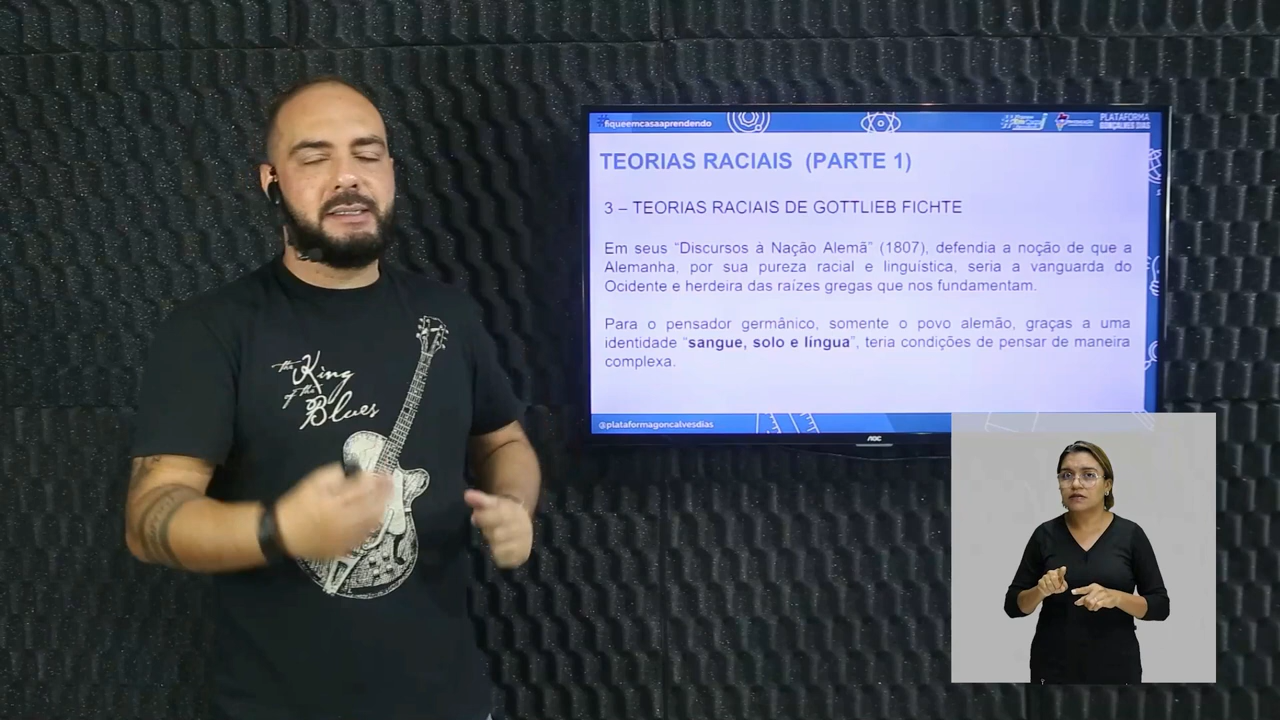 #fiqueemcasaaprendendo
PLATAFORMA
GONÇALVES DIAS
TEORIAS RACIAIS (PARTE 1)
3 – TEORIAS RACIAIS DE GOTTLIEB FICHTE
Em seus “Discursos à Nação Alemã” (1807), defendia a noção de que a
Alemanha, por sua pureza racial e linguística, seria a vanguarda do
Ocidente e herdeira das raízes gregas que nos fundamentam.
Para o pensador germânico, somente o povo alemão, graças a uma
identidade “sangue, solo e língua”, teria condições de pensar de maneira
complexa.
@plataformagoncalvesdias
AOC
the King
of the
Blues